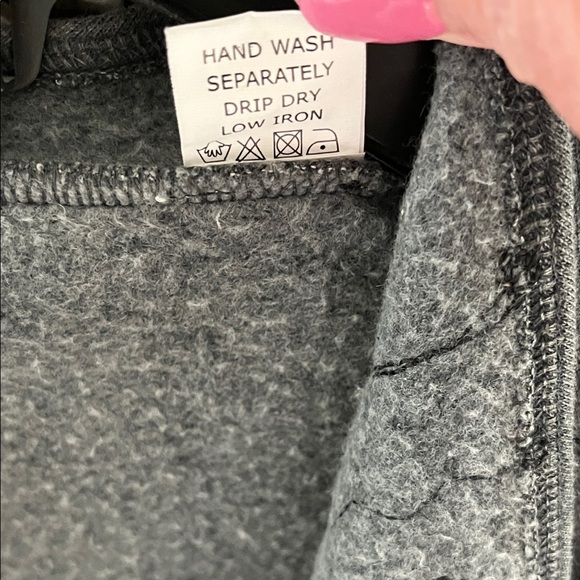 HAND WASH
SEPARATELY
DRIP DRY
LOW IRON